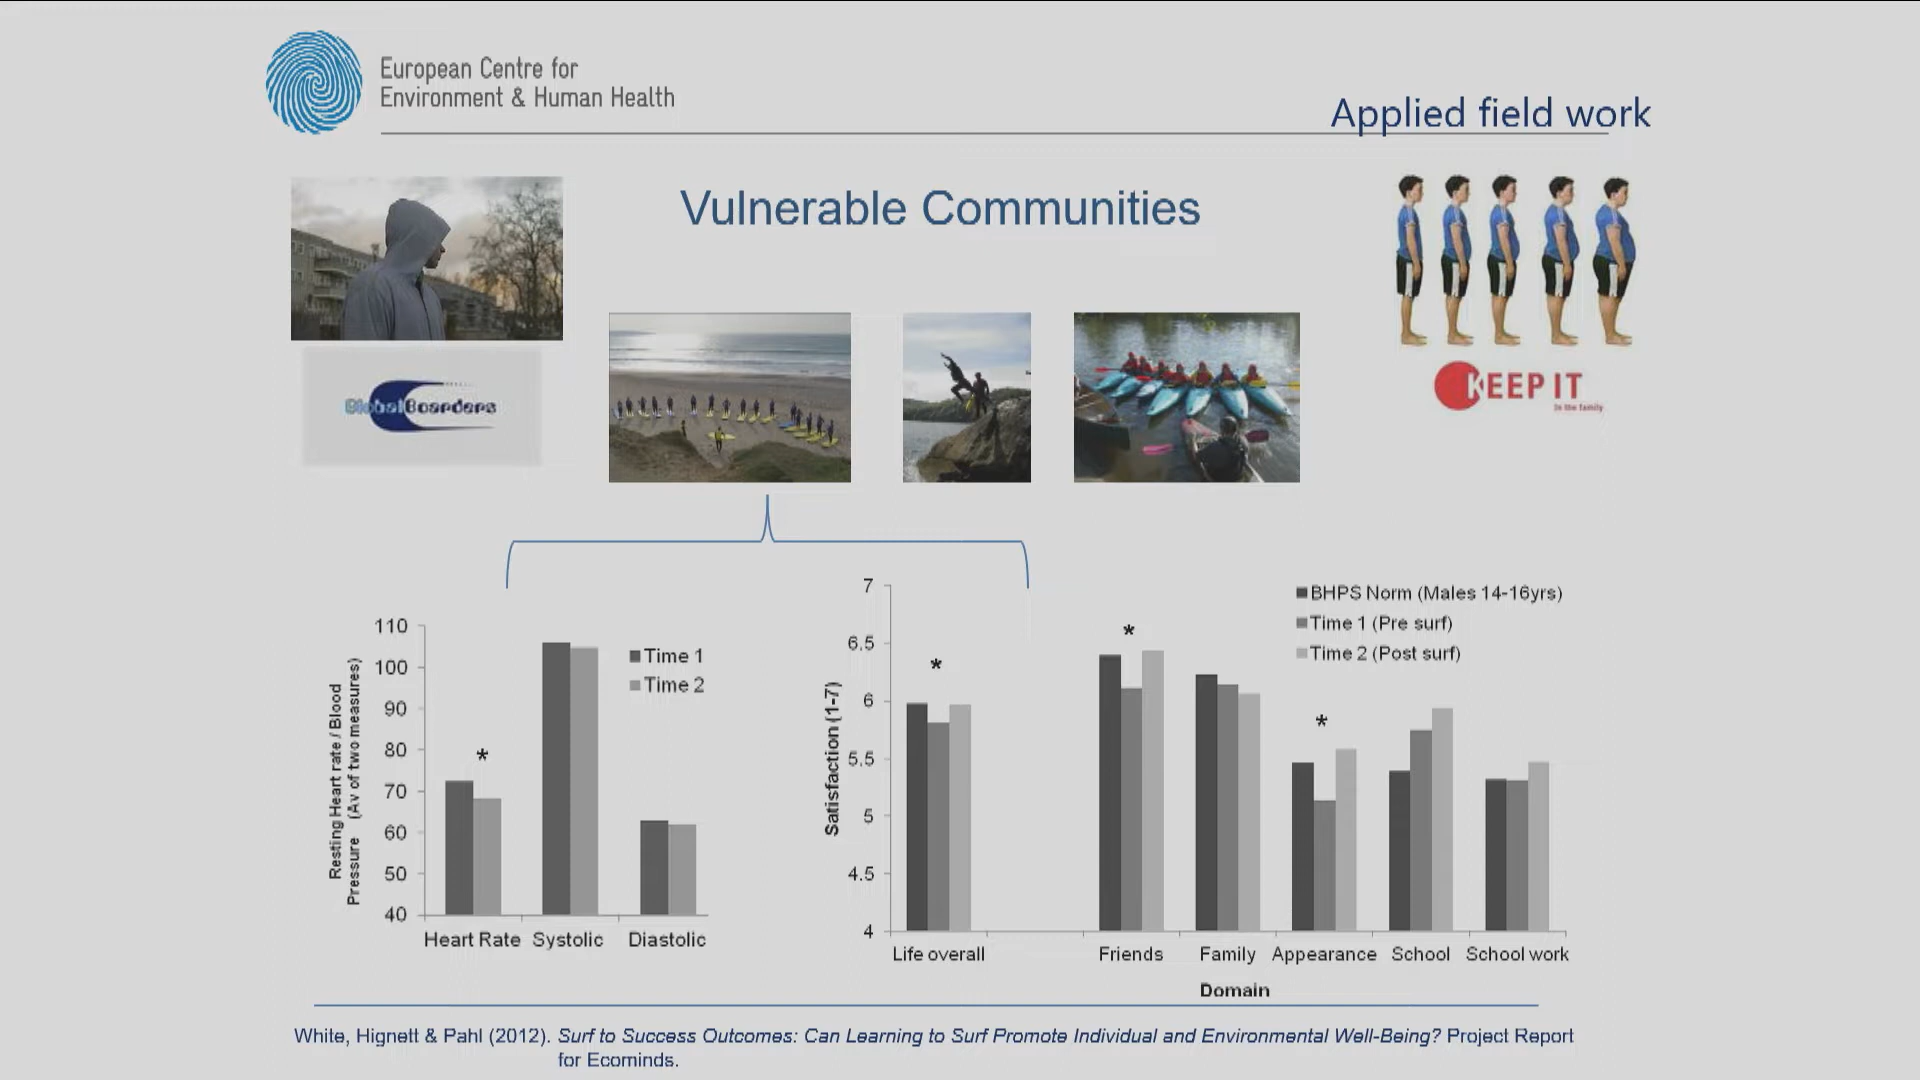 European Centre for
Environment & Human Health
Applied field work
Vulnerable Communities
GlobalBoarders
KEEP IT
In the family
110
100
90
80
70
60
50
40
Resting Heart rate / Blood
Pressure (Av of two measures)
*
Time 1
Time 2
Heart Rate Systolic Diastolic
7
6.5
6
5.5
5
4.5
4
Satisfaction (1-7)
*
*
*
BHPS Norm (Males 14-16yrs)
Time 1 (Pre surf)
Time 2 (Post surf)
Life overall Friends Family Appearance School School work
Domain
White, Hignett & Pahl (2012). Surf to Success Outcomes: Can Learning to Surf Promote Individual and Environmental Well-Being? Project Report
for Ecominds.